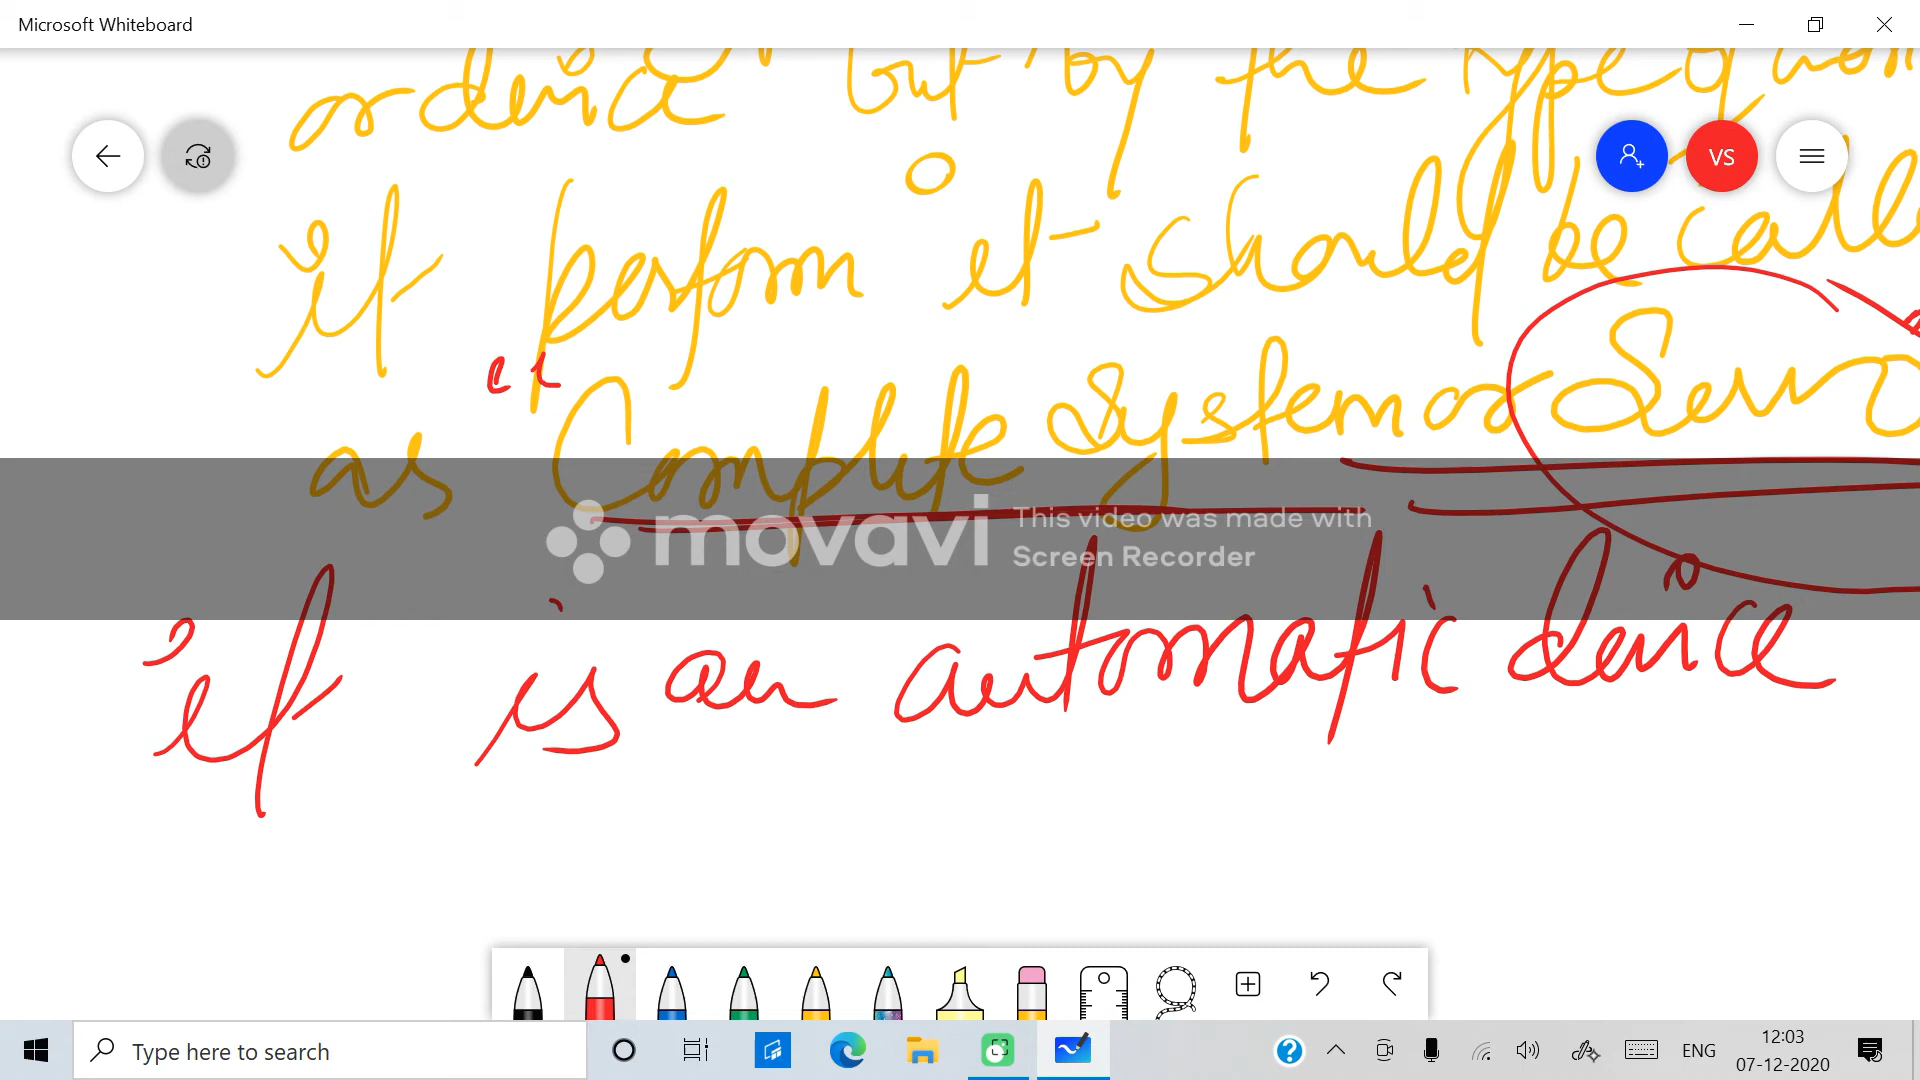 Microsoft Whiteboard
or device but by the type of
VS
it perform it should be call
as Complete System or Servo
movavi This video was made with
Screen Recorder
it is an automatic device
Type here to search
ENG
12:03
07-12-2020